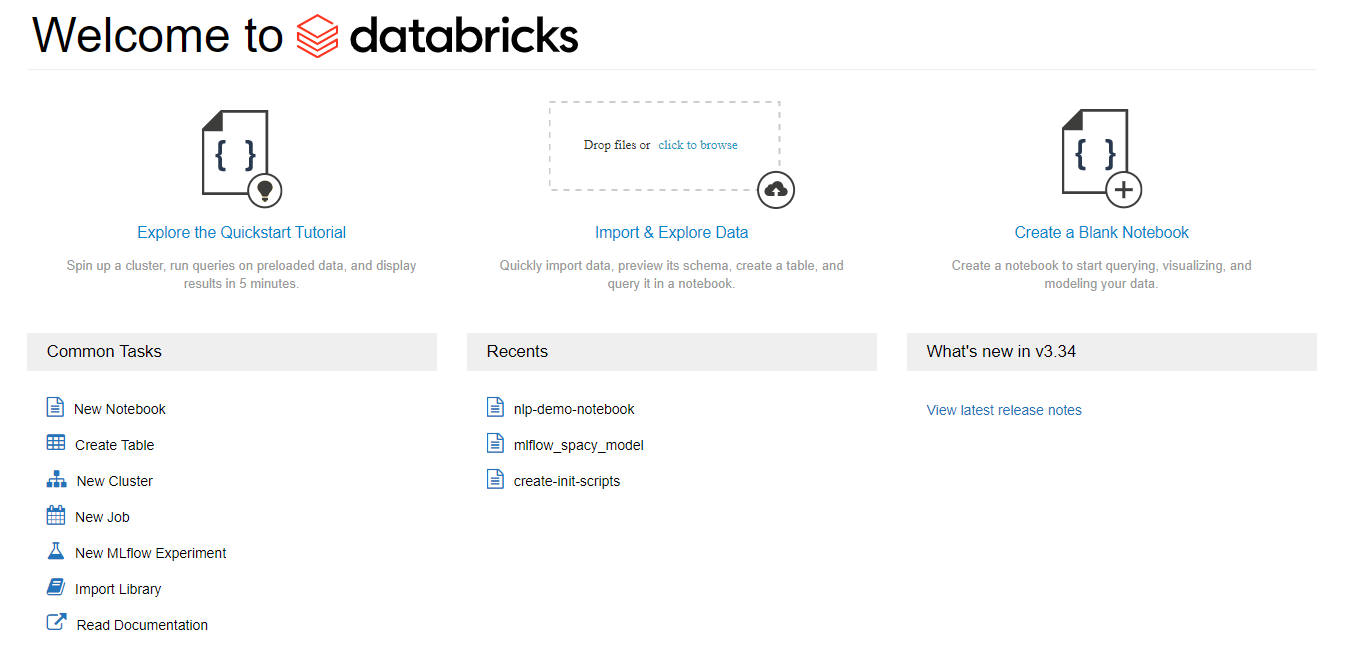 Welcome to databricks
{ }
Drop files or click to browse
{ }
Explore the Quickstart Tutorial
Import & Explore Data
Create a Blank Notebook
Spin up a cluster, run queries on preloaded data, and display
results in 5 minutes.
Quickly import data, preview its schema, create a table, and
query it in a notebook.
Create a notebook to start querying, visualizing, and
modeling your data.
Common Tasks
New Notebook
Create Table
New Cluster
New Job
New MLflow Experiment
Import Library
Read Documentation
Recents
nlp-demo-notebook
mlflow_spacy_model
create-init-scripts
What's new in v3.34
View latest release notes